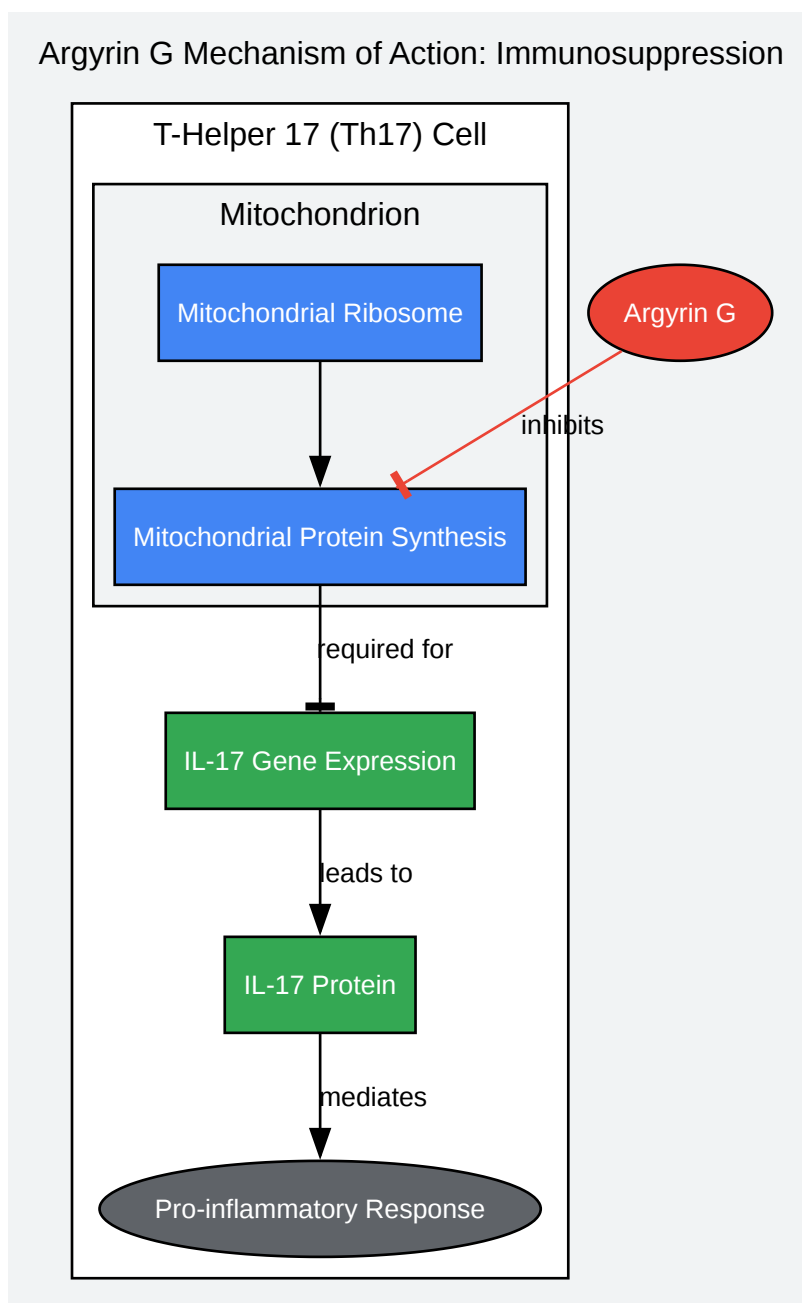 Argyrin G Mechanism of Action: Immunosuppression
T-Helper 17 (Th17) Cell
Mitochondrion
Mitochondrial Ribosome
Argyrin G
inhibits
Mitochondrial Protein Synthesis
required for
IL-17 Gene Expression
leads to
IL-17 Protein
mediates
Pro-inflammatory Response